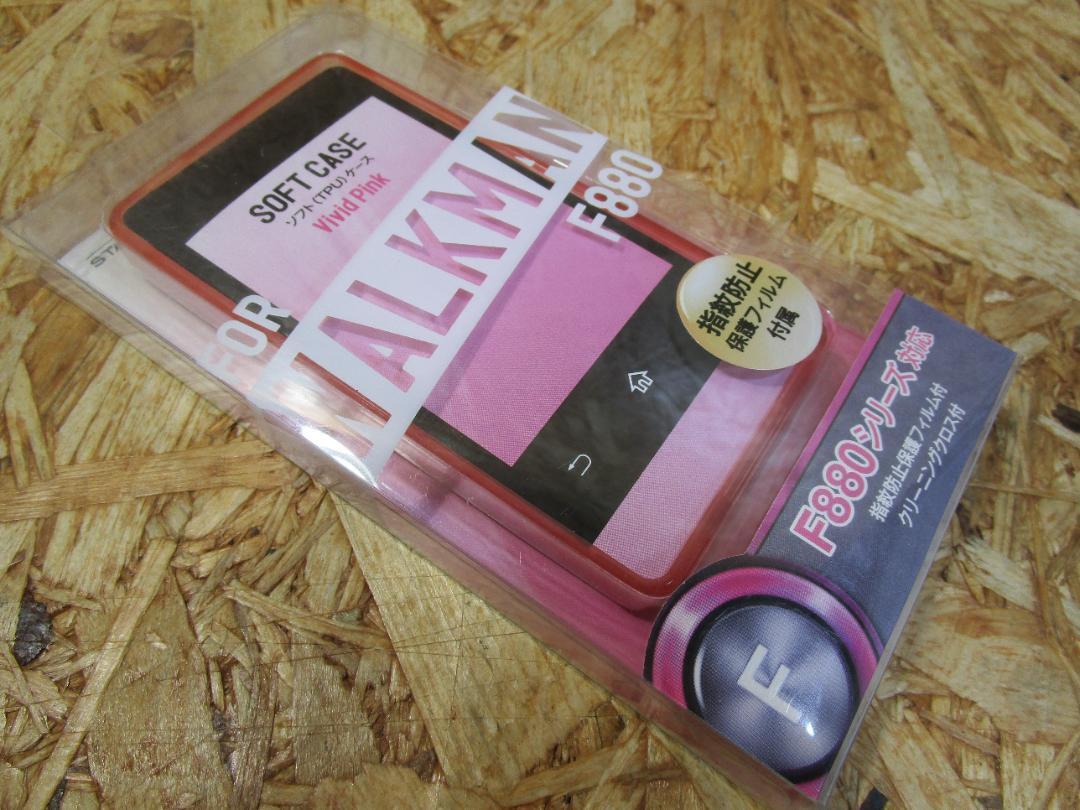 SOFT CASE
ソフト(TPU)ケース
Vivid Pink
FOR
WALKMAN
F880
指紋防止
保護フィルム
付属
F880シリーズ対応
指紋防止保護フィルム付
クリーニングクロス付
F